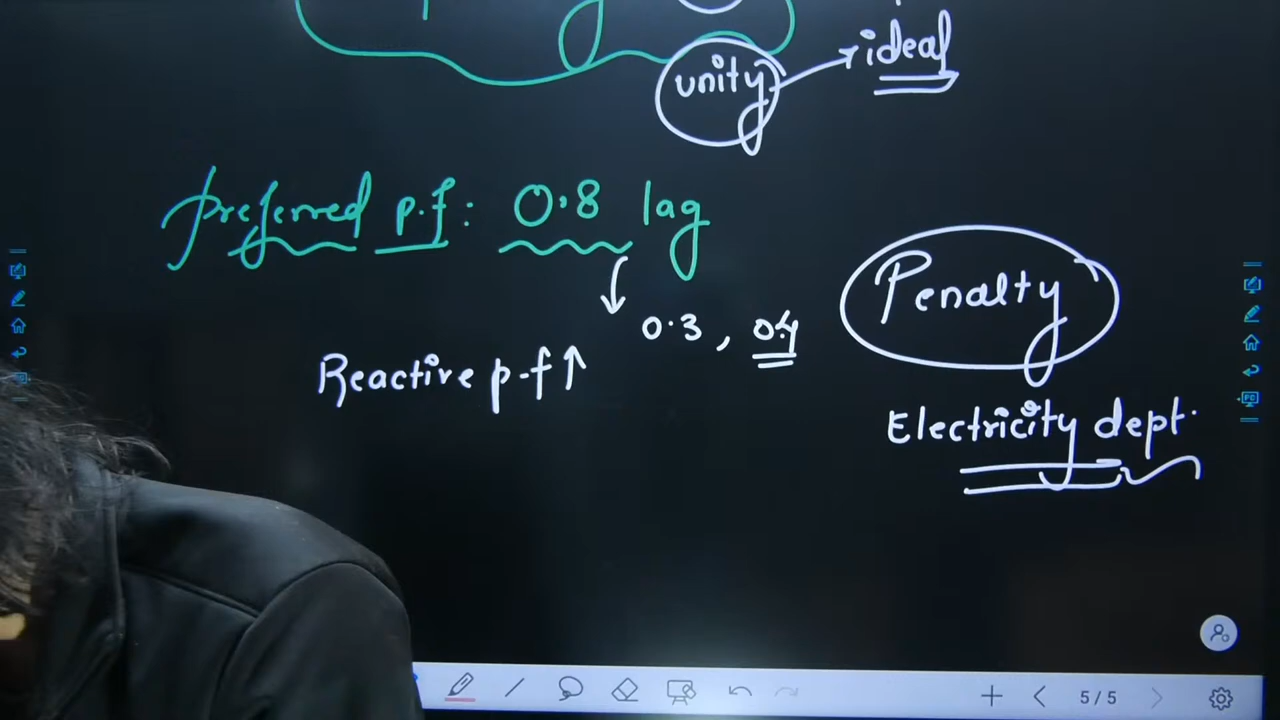 unity → ideal
preferred p.f: 0.8 lag
0.3, 0.4
Penalty
Reactive p.f ↑
Electricity dept.
5/5